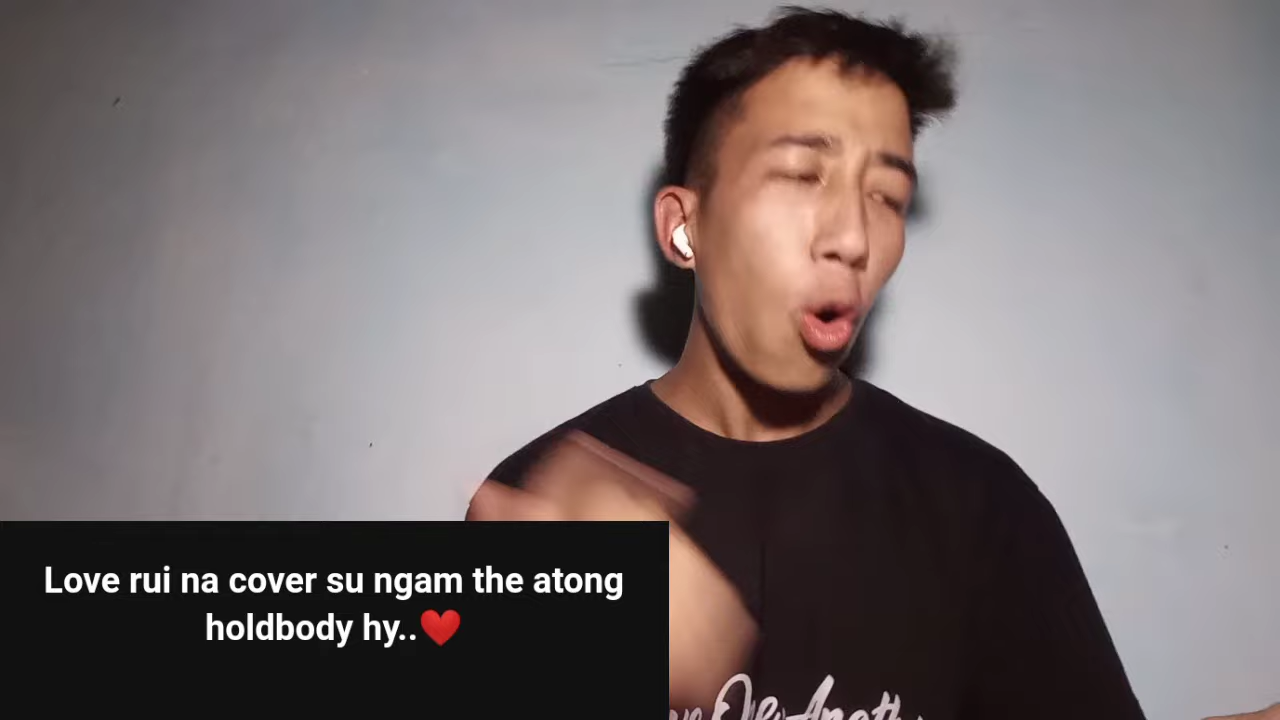 Love rui na cover su ngam the atong
holdbody hy..❤️